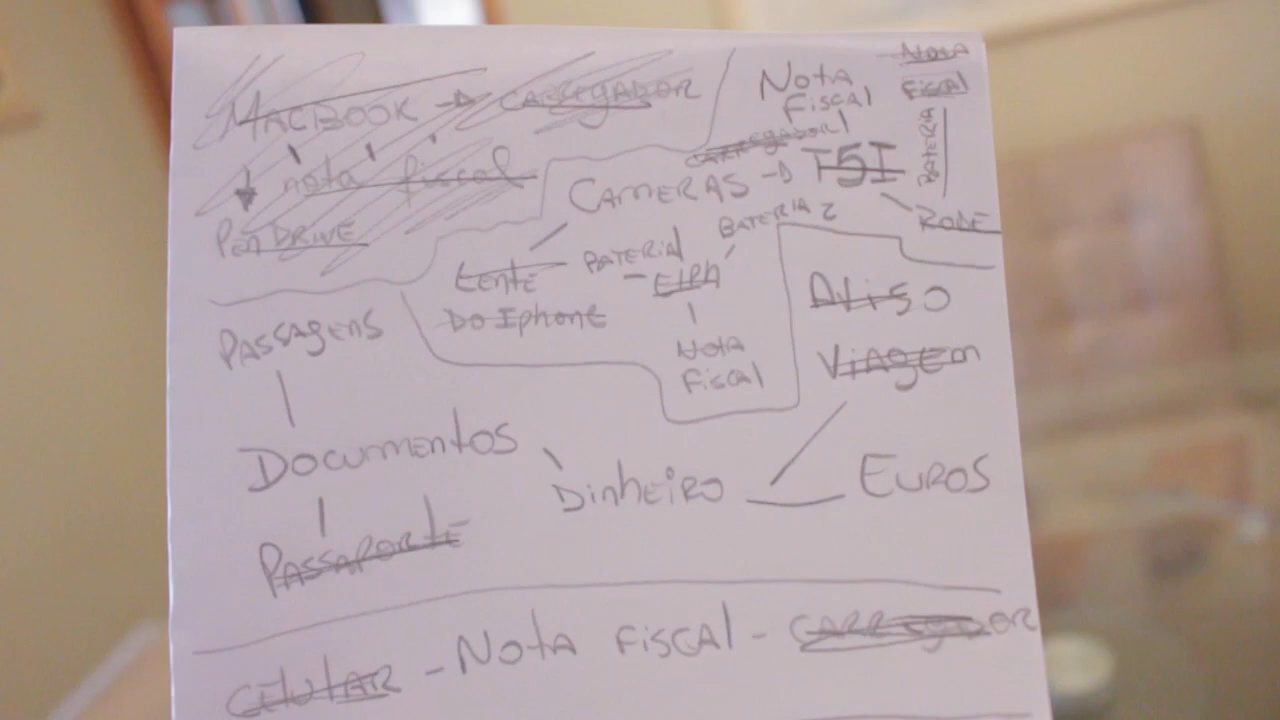 MACBOOK → CARREGADOR
nota fiscal
PEN DRIVE
NOTA
FISCAL
CARREGADOR
CAMERAS → T5I
NOTA
FISCAL
BATERIA
RODE
BATERIA 2
BATERIA
LENTE
DO IPHONE
NOTA
FISCAL
AVISO
VIAGEM
PASSAGENS
DOCUMENTOS
DINHEIRO
EUROS
PASSAPORTE
CELULAR - NOTA FISCAL - CARREGADOR